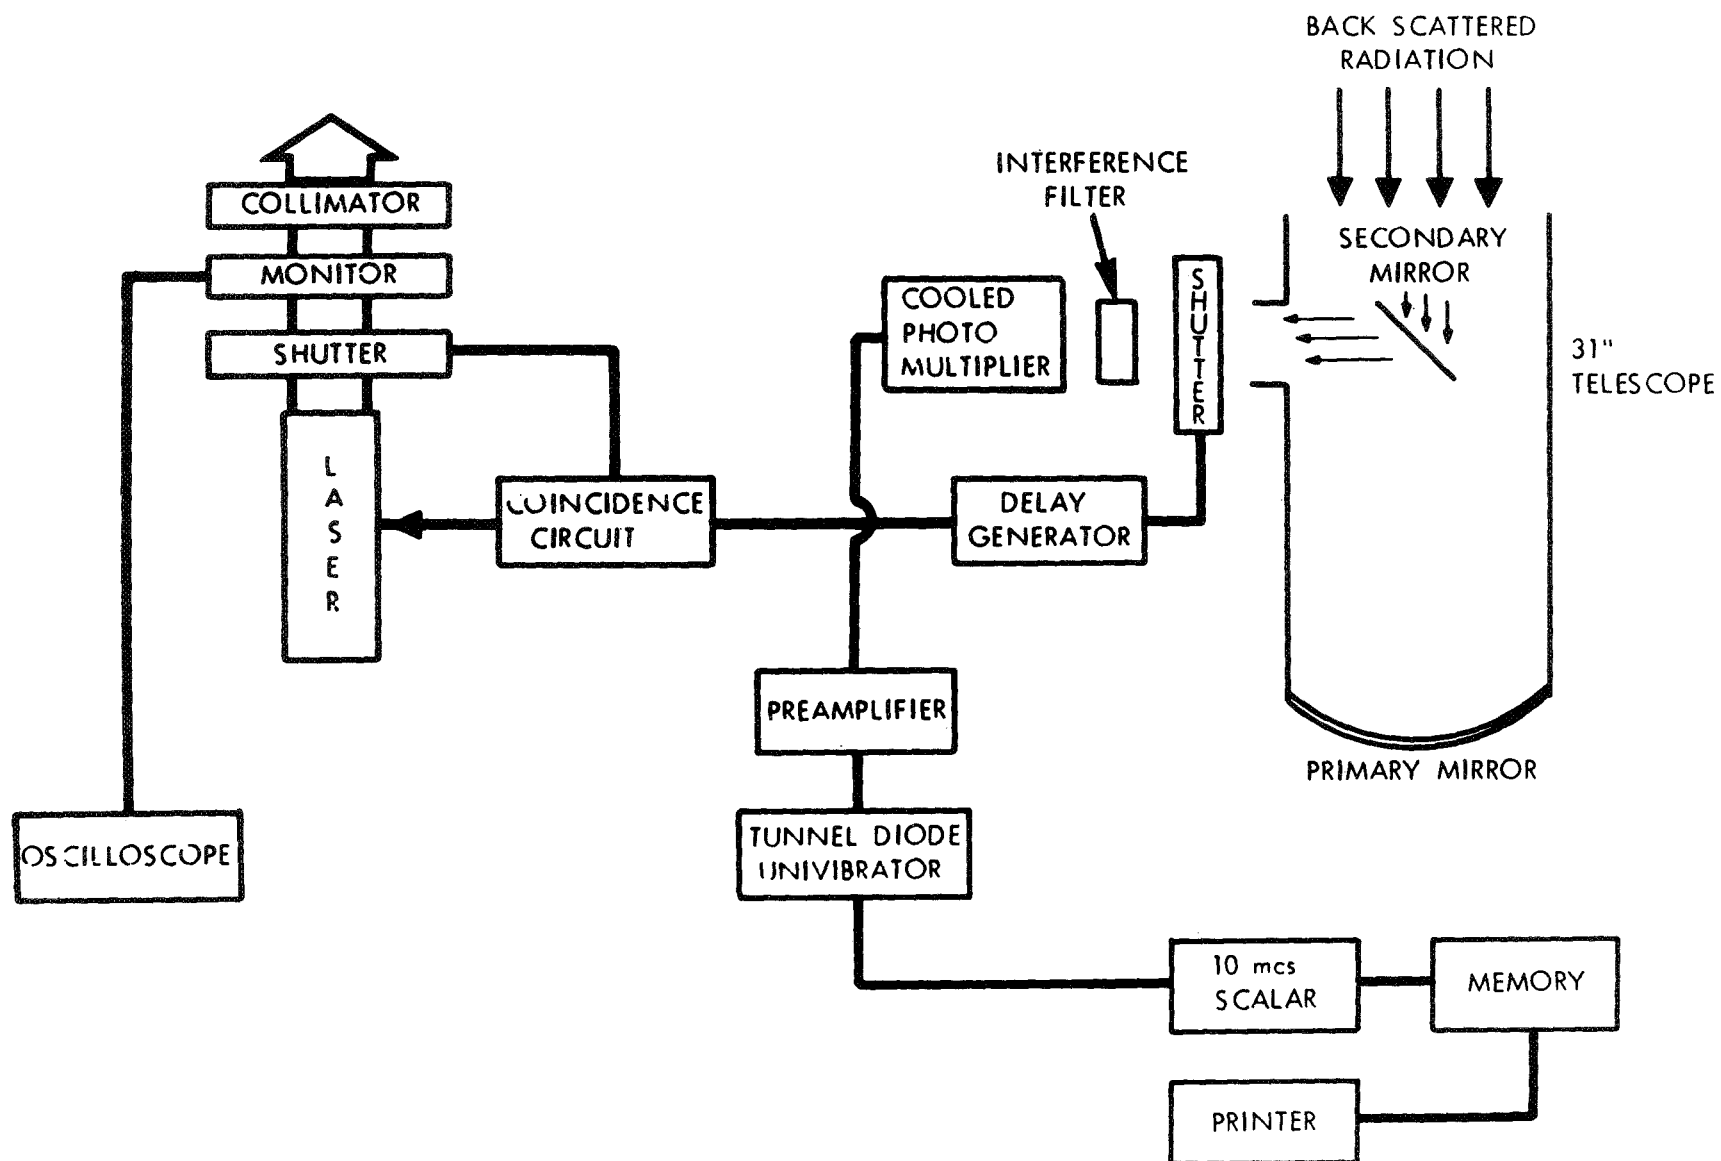 BACK SCATTERED
RADIATION
INTERFERENCE
FILTER
COLLIMATOR
MONITOR
SHUTTER
LASER
OSCILLOSCOPE
COINCIDENCE
CIRCUIT
COOLED
PHOTO
MULTIPLIER
SHUTTER
SECONDARY
MIRROR
31"
TELESCOPE
DELAY
GENERATOR
PREAMPLIFIER
PRIMARY MIRROR
TUNNEL DIODE
UNIVIBRATOR
10 mcs
SCALAR
MEMORY
PRINTER